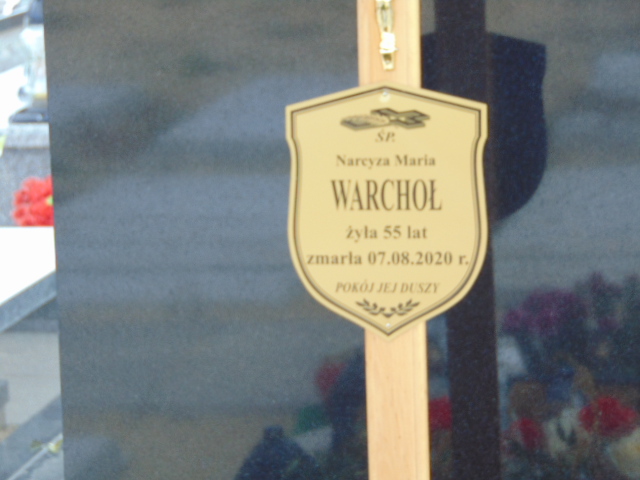 ŚP.
Narcyza Maria
WARCHOŁ
żyła 55 lat
zmarła 07.08.2020 r.
POKÓJ JEJ DUSZY